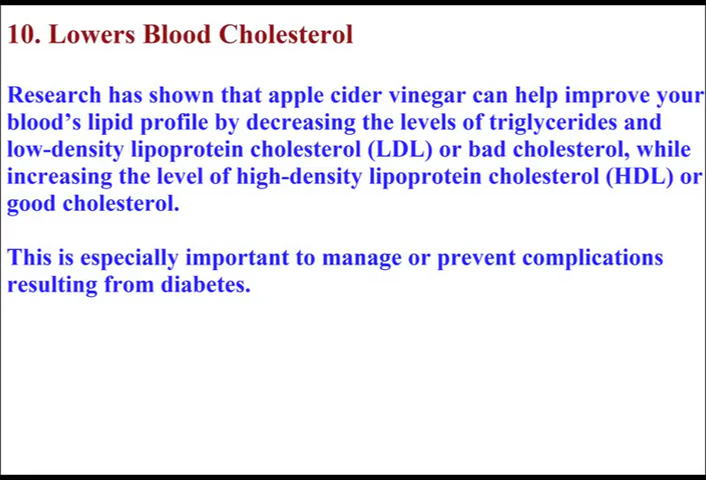 10. Lowers Blood Cholesterol
Research has shown that apple cider vinegar can help improve your
blood’s lipid profile by decreasing the levels of triglycerides and
low-density lipoprotein cholesterol (LDL) or bad cholesterol, while
increasing the level of high-density lipoprotein cholesterol (HDL) or
good cholesterol.
This is especially important to manage or prevent complications
resulting from diabetes.